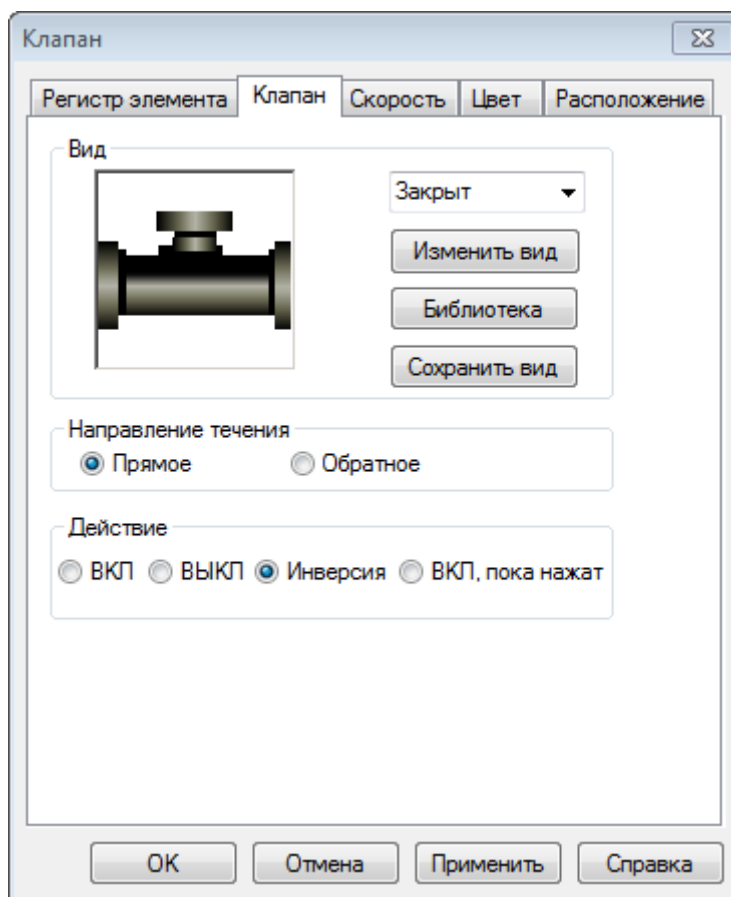 Клапан
Регистр элемента Клапан Скорость Цвет Расположение
Вид
Закрыт
Изменить вид
Библиотека
Сохранить вид
Направление течения
Прямое Обратное
Действие
ВКЛ ВЫКЛ Инверсия ВКЛ, пока нажат
OK Отмена Применить Справка